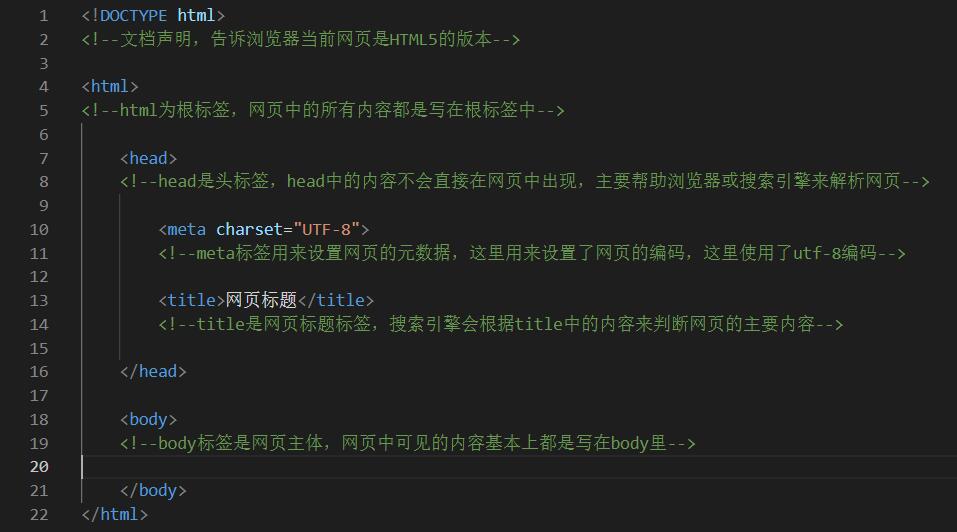 1 <!DOCTYPE html>
2 <!--文档声明，告诉浏览器当前网页是HTML5的版本-->
3
4 <html>
5 <!--html为根标签，网页中的所有内容都是写在根标签中-->
6
7 <head>
8 <!--head是头标签，head中的内容不会直接在网页中出现，主要帮助浏览器或搜索引擎来解析网页-->
9
10 <meta charset="UTF-8">
11 <!--meta标签用来设置网页的元数据，这里用来设置了网页的编码，这里使用了utf-8编码-->
12
13 <title>网页标题</title>
14 <!--title是网页标题标签，搜索引擎会根据title中的内容来判断网页的主要内容-->
15
16 </head>
17
18 <body>
19 <!--body标签是网页主体，网页中可见的内容基本上都是写在body里-->
20
21 </body>
22 </html>